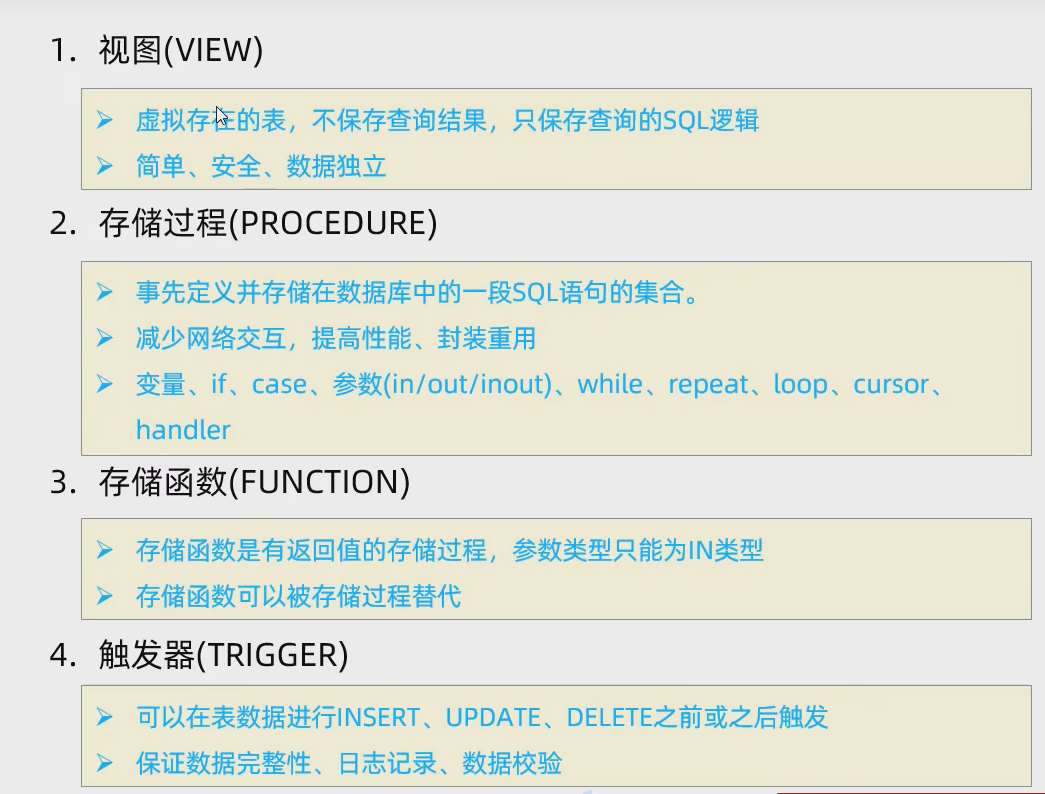 1. 视图(VIEW)
➢ 虚拟存在的表，不保存查询结果，只保存查询的SQL逻辑
➢ 简单、安全、数据独立
2. 存储过程(PROCEDURE)
➢ 事先定义并存储在数据库中的一段SQL语句的集合。
➢ 减少网络交互，提高性能、封装重用
➢ 变量、if、case、参数(in/out/inout)、while、repeat、loop、cursor、
handler
3. 存储函数(FUNCTION)
➢ 存储函数是有返回值的存储过程，参数类型只能为IN类型
➢ 存储函数可以被存储过程替代
4. 触发器(TRIGGER)
➢ 可以在表数据进行INSERT、UPDATE、DELETE之前或之后触发
➢ 保证数据完整性、日志记录、数据校验